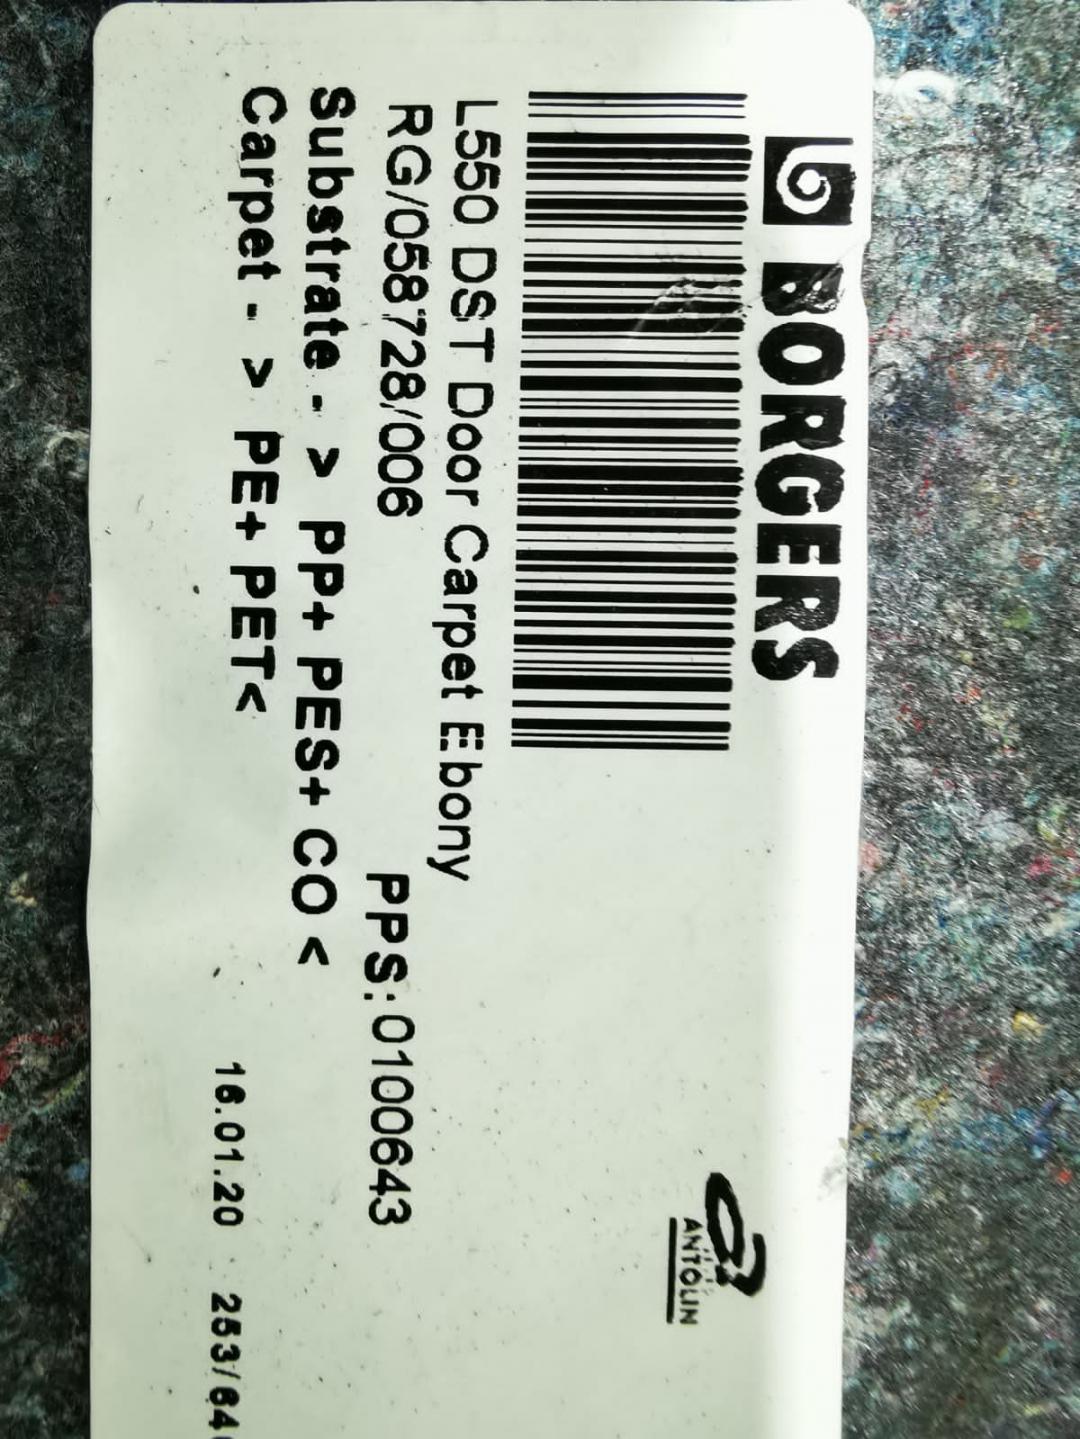 BORGERS
ANTOLIN
L550 DST Door Carpet Ebony
RG/058728/006
PPS:0100643
Substrate - > PP+ PES+ CO <
Carpet - > PE+ PET<
16.01.20